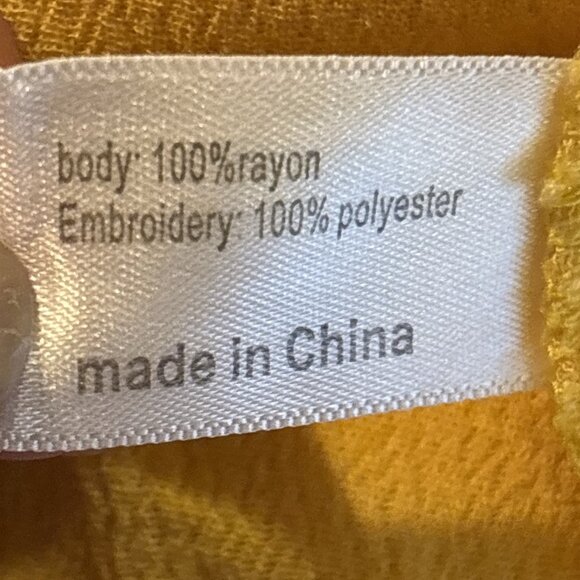 body: 100%rayon
Embroidery: 100% polyester
made in China